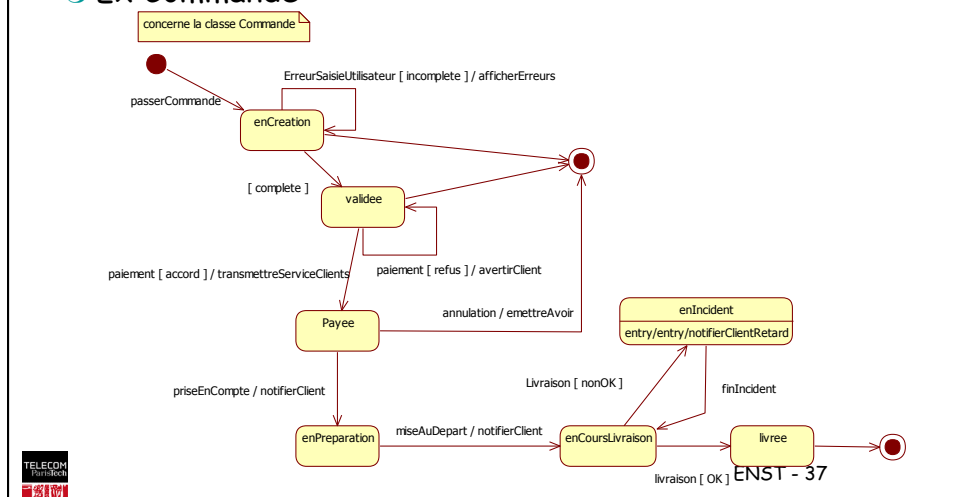 Ex Commande
concerne la classe Commande
ErreurSaisieUtilisateur [ incomplete ] / afficherErreurs
passerCommande
enCreation
[ complete ]
validee
paiement [ accord ] / transmettreServiceClients
paiement [ refus ] / avertirClient
Payee
annulation / emettreAvoir
enIncident
entry/entry/notifierClientRetard
priseEnCompte / notifierClient
Livraison [ nonOK ]
finIncident
enPreparation
miseAuDepart / notifierClient
enCoursLivraison
livree
livraison [ OK ]
ENST - 37
TELECOM
ParisTech